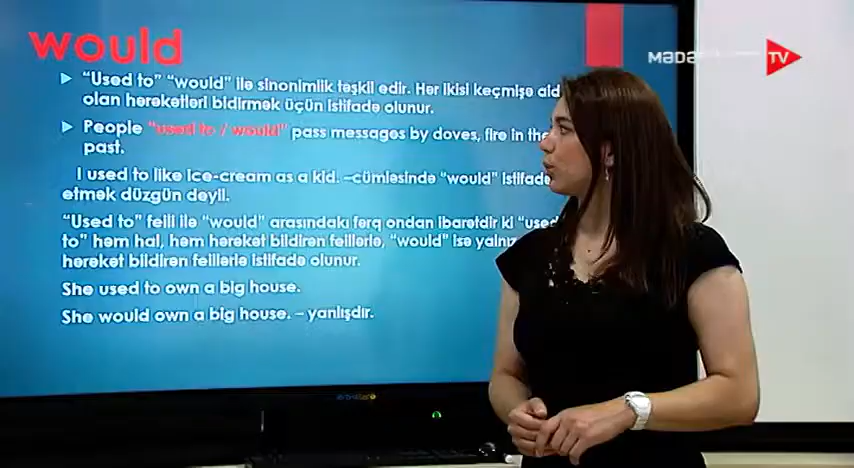 would
"Used to" "would" ilə sinonimlik təşkil edir. Hər ikisi keçmişə aid
olan hərəkətləri bidirmək üçün istifadə olunur.
People "used to / would" pass messages by doves, fire in the
past.
I used to like ice-cream as a kid. –cümləsində "would" istifadə
etmək düzgün deyil.
"Used to" feili ilə "would" arasındakı fərq ondan ibarətdir ki "used
to" həm hal, həm hərəkət bildirən feillərlə, "would" isə yalnız
hərəkət bildirən feillərlə istifadə olunur.
She used to own a big house.
She would own a big house. – yanlışdır.
TV